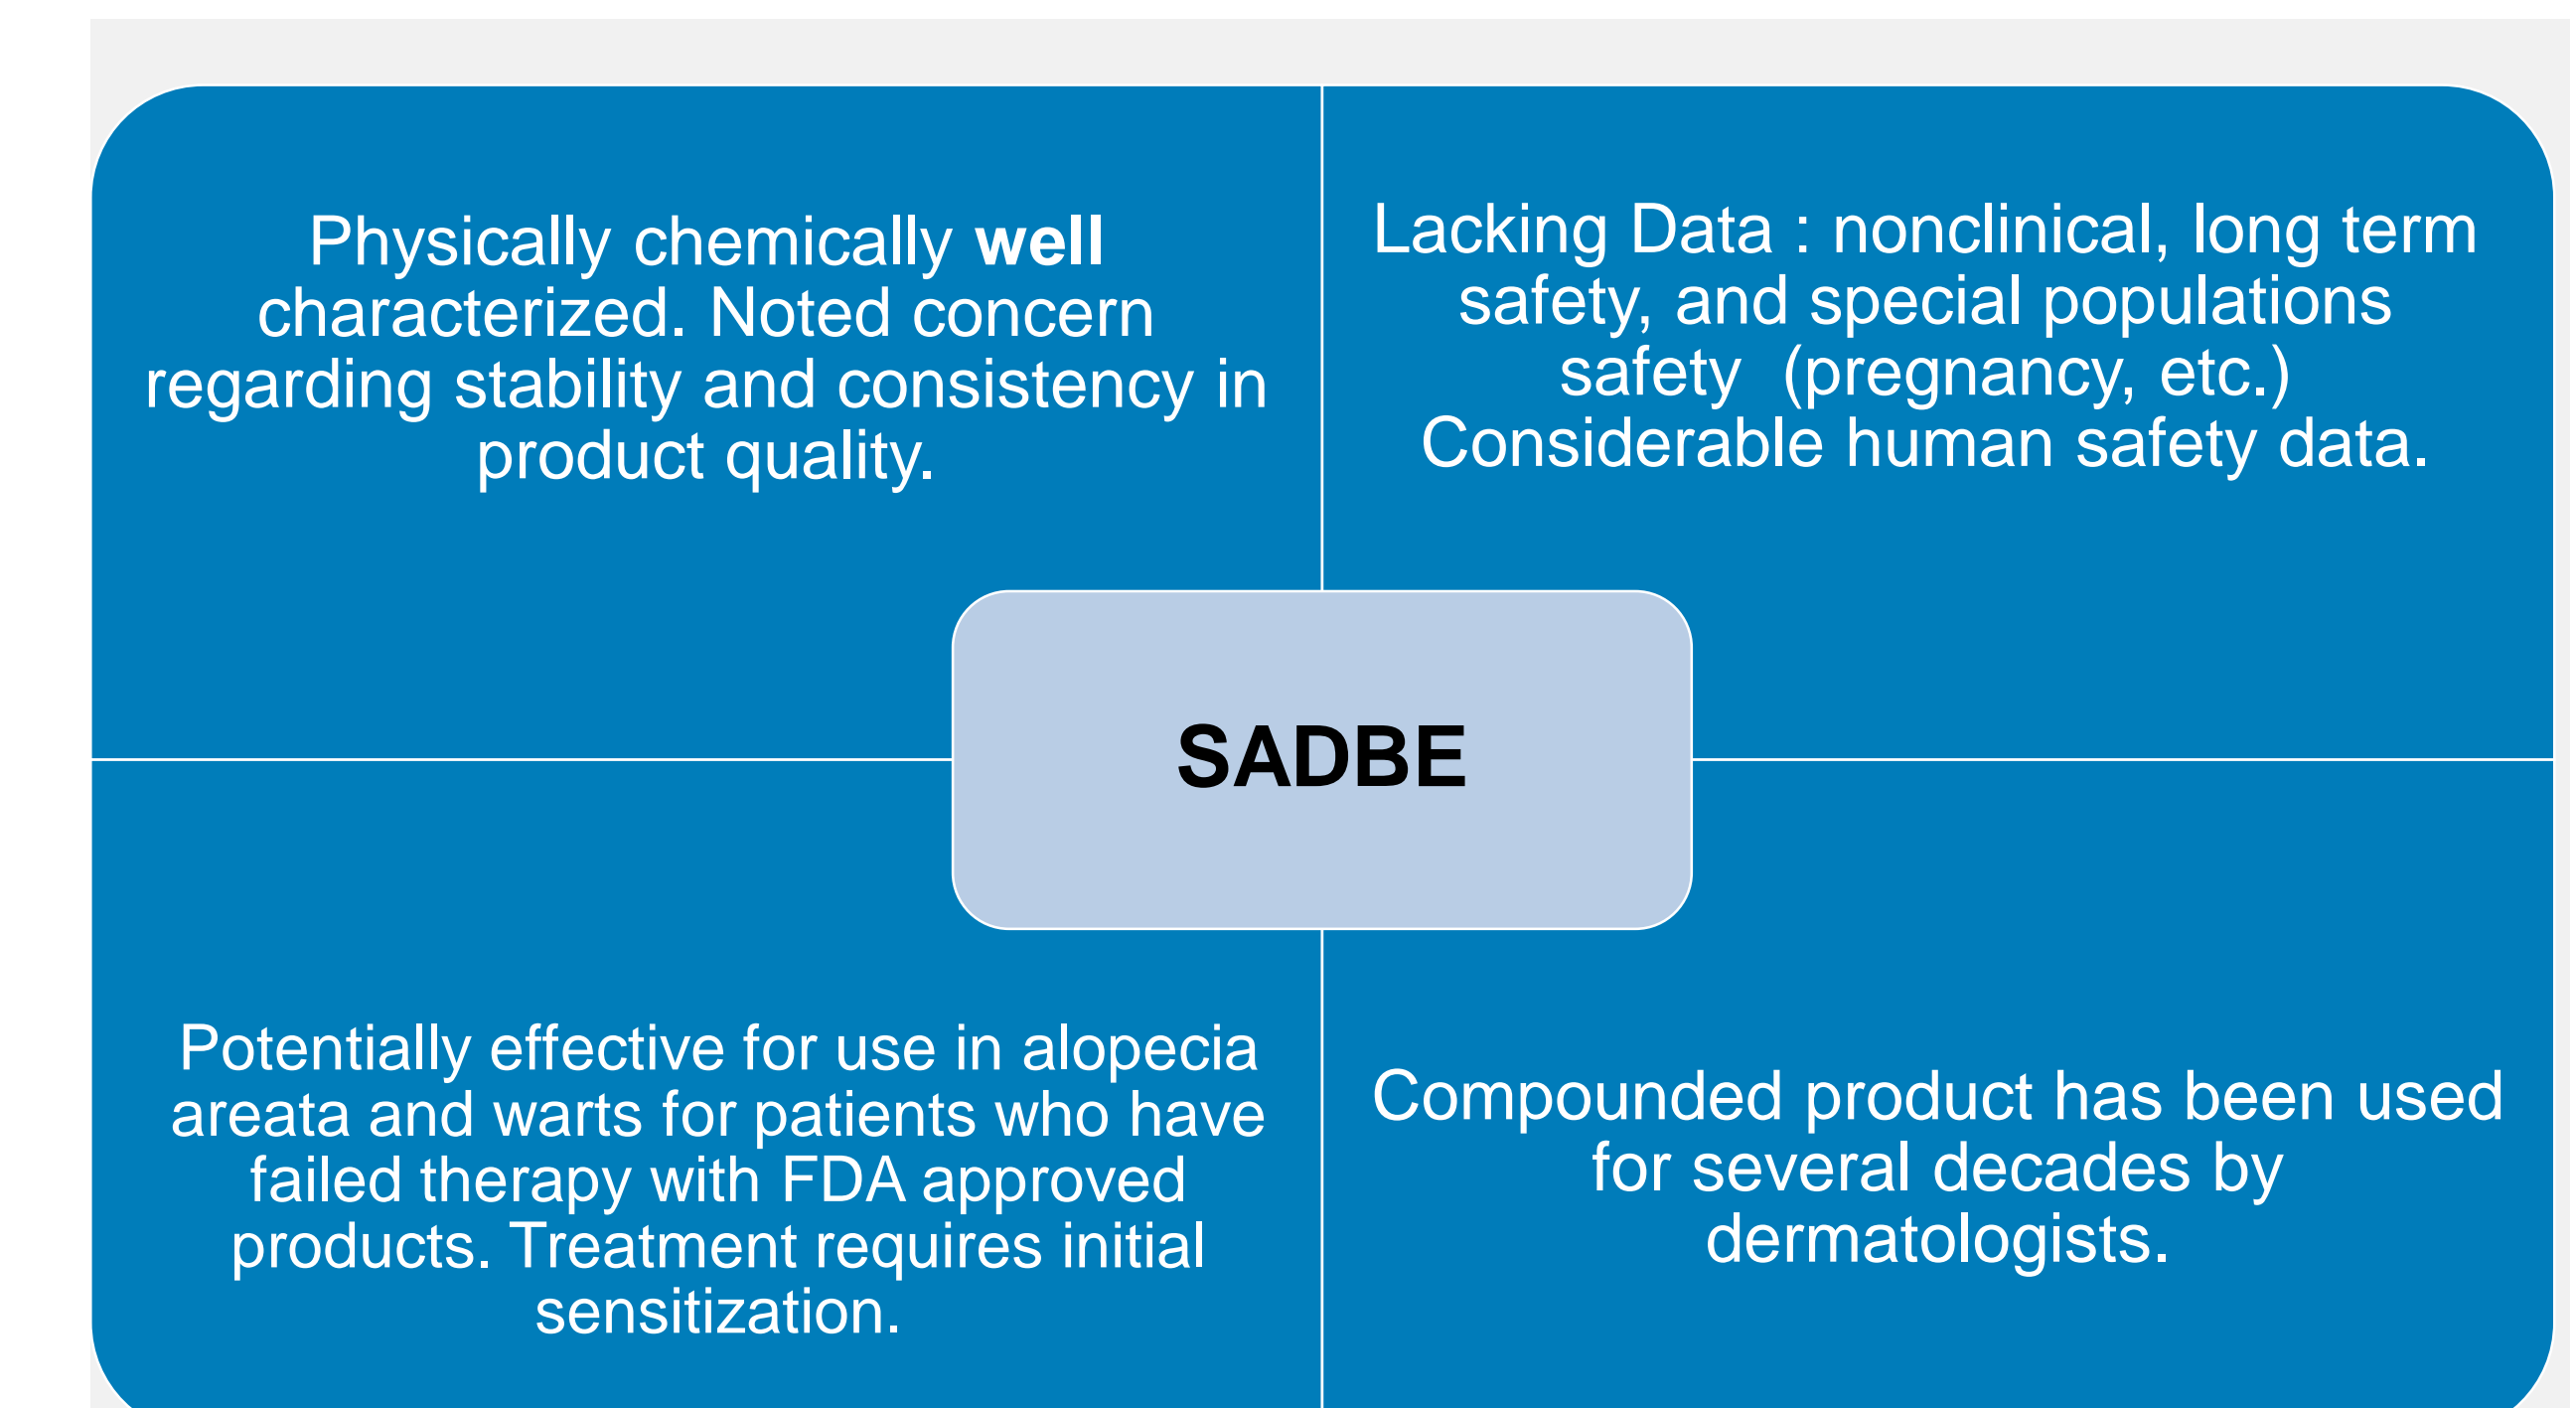 Physically chemically well
characterized. Noted concern
regarding stability and consistency in
product quality.
Lacking Data : nonclinical, long term
safety, and special populations
safety  (pregnancy, etc.)
Considerable human safety data.
SADBE
Potentially effective for use in alopecia
areata and warts for patients who have
failed therapy with FDA approved
products. Treatment requires initial
sensitization.
Compounded product has been used
for several decades by
dermatologists.